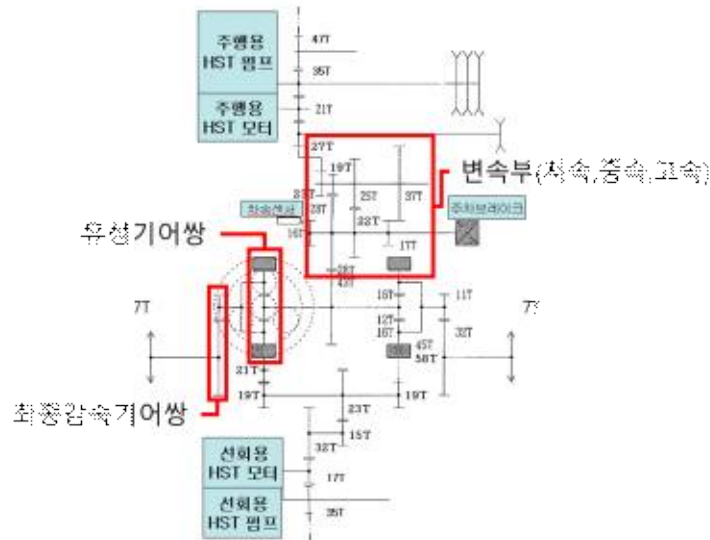 주행용
HST 펌프
47T
35T
주행용
HST 모터
21T
27T
19T
변속부(저속,중속,고속)
25T
37T
차속센서
28T
22T
주차브레이크
16T
17T
유성기어쌍
7T
16T
11T
12T
16T
32T
45T
58T
21T
19T
19T
최종감속기어쌍
23T
15T
32T
선회용
HST 모터
17T
선회용
HST 펌프
35T